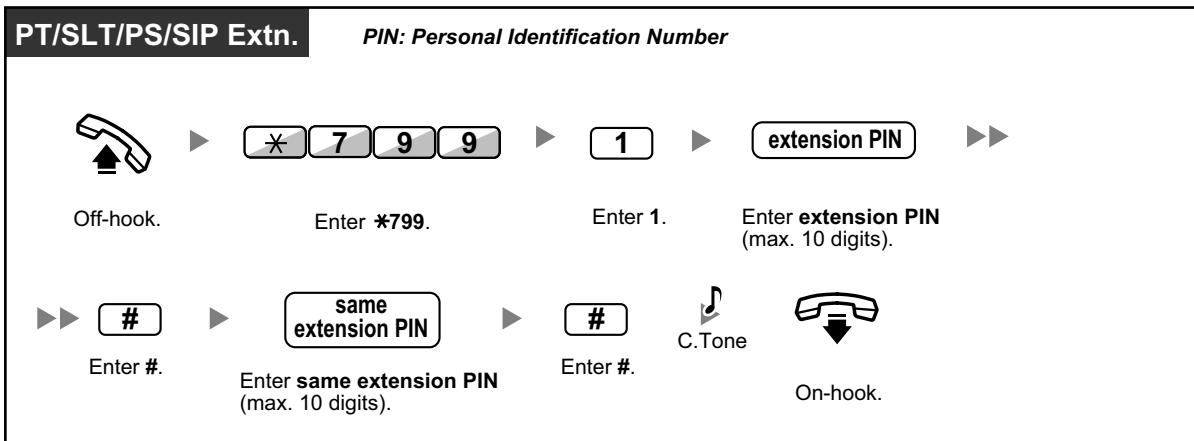 PT/SLT/PS/SIP Extn.
PIN: Personal Identification Number
* 7 9 9
1
extension PIN
Off-hook.
Enter *799.
Enter 1.
Enter extension PIN
(max. 10 digits).
#
same
extension PIN
#
C.Tone
Enter #.
Enter same extension PIN
(max. 10 digits).
Enter #.
On-hook.